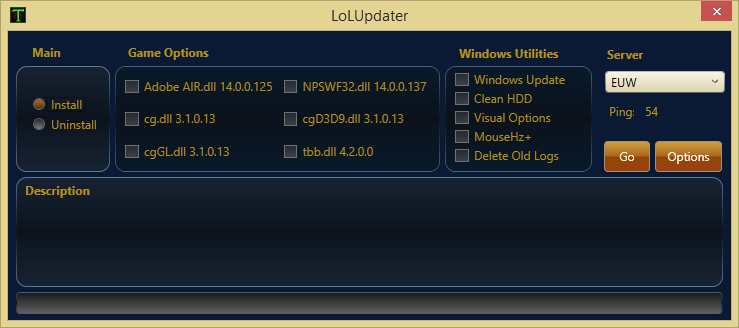 T
LoLUpdater
Main
Install
Uninstall
Game Options
Adobe AIR.dll 14.0.0.125
NPSWF32.dll 14.0.0.137
cg.dll 3.1.0.13
cgD3D9.dll 3.1.0.13
cgGL.dll 3.1.0.13
tbb.dll 4.2.0.0
Windows Utilities
Windows Update
Clean HDD
Visual Options
MouseHz+
Delete Old Logs
Server
EUW
Ping: 54
Go
Options
Description